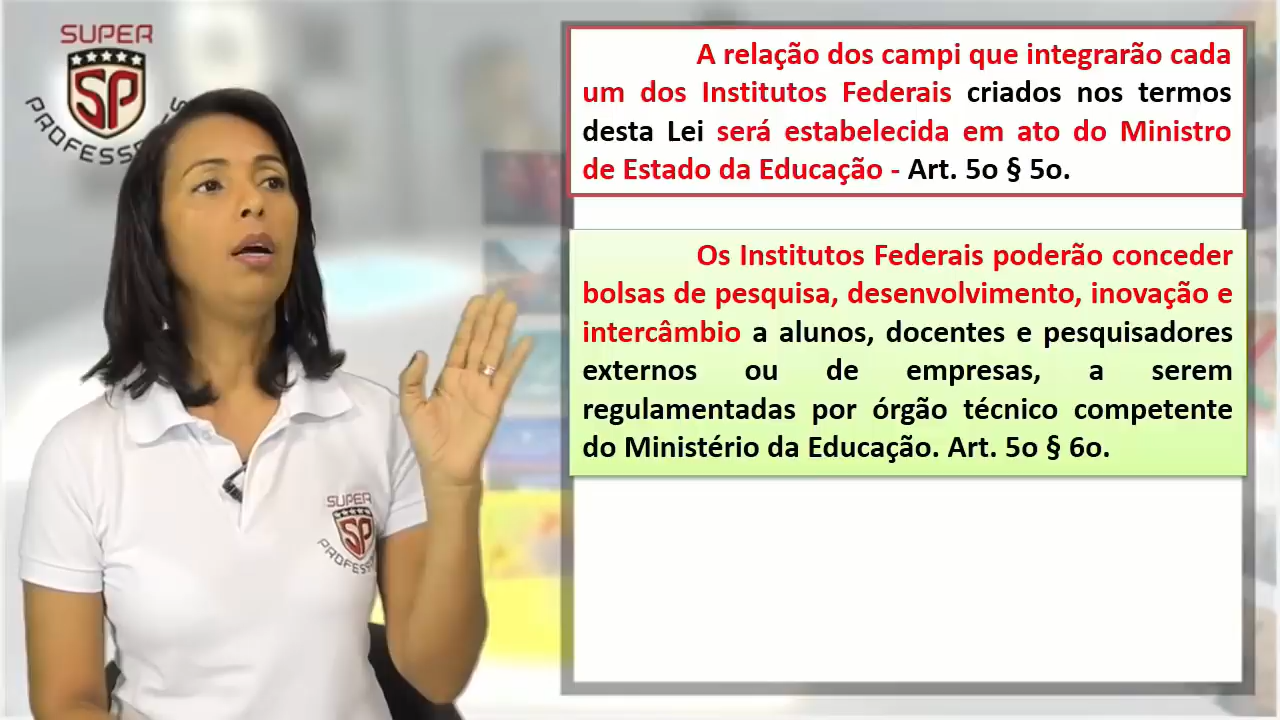 SUPER
SP
PROFESSORES
A relação dos campi que integrarão cada
um dos Institutos Federais criados nos termos
desta Lei será estabelecida em ato do Ministro
de Estado da Educação - Art. 5o § 5o.
Os Institutos Federais poderão conceder
bolsas de pesquisa, desenvolvimento, inovação e
intercâmbio a alunos, docentes e pesquisadores
externos ou de empresas, a serem
regulamentadas por órgão técnico competente
do Ministério da Educação. Art. 5o § 6o.
SUPER
SP